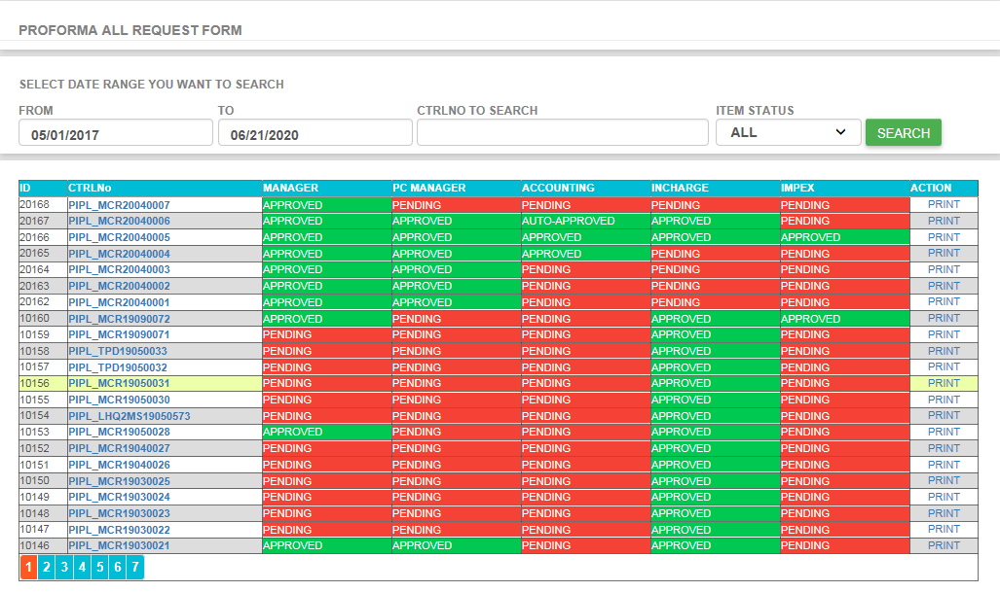 PROFORMA ALL REQUEST FORM
SELECT DATE RANGE YOU WANT TO SEARCH
FROM TO CTRLNO TO SEARCH ITEM STATUS
05/01/2017 06/21/2020 ALL SEARCH
ID CTRLNo MANAGER PC MANAGER ACCOUNTING INCHARGE IMPEX ACTION
20168 PIPL_MCR20040007 APPROVED PENDING PENDING PENDING PENDING PRINT
20167 PIPL_MCR20040006 APPROVED APPROVED AUTO-APPROVED APPROVED PENDING PRINT
20166 PIPL_MCR20040005 APPROVED APPROVED APPROVED APPROVED APPROVED PRINT
20165 PIPL_MCR20040004 APPROVED APPROVED APPROVED PENDING PENDING PRINT
20164 PIPL_MCR20040003 APPROVED APPROVED PENDING PENDING PENDING PRINT
20163 PIPL_MCR20040002 APPROVED APPROVED PENDING PENDING PENDING PRINT
20162 PIPL_MCR20040001 APPROVED APPROVED PENDING PENDING PENDING PRINT
10160 PIPL_MCR19090072 APPROVED PENDING PENDING APPROVED APPROVED PRINT
10159 PIPL_MCR19090071 PENDING PENDING PENDING APPROVED PENDING PRINT
10158 PIPL_TPD19050033 PENDING PENDING PENDING APPROVED PENDING PRINT
10157 PIPL_TPD19050032 PENDING PENDING PENDING APPROVED PENDING PRINT
10156 PIPL_MCR19050031 PENDING PENDING PENDING APPROVED PENDING PRINT
10155 PIPL_MCR19050030 PENDING PENDING PENDING APPROVED PENDING PRINT
10154 PIPL_LHQ2MS19050573 PENDING PENDING PENDING APPROVED PENDING PRINT
10153 PIPL_MCR19050028 APPROVED PENDING PENDING APPROVED PENDING PRINT
10152 PIPL_MCR19040027 PENDING PENDING PENDING APPROVED PENDING PRINT
10151 PIPL_MCR19040026 PENDING PENDING PENDING APPROVED PENDING PRINT
10150 PIPL_MCR19030025 PENDING PENDING PENDING APPROVED PENDING PRINT
10149 PIPL_MCR19030024 PENDING PENDING PENDING APPROVED PENDING PRINT
10148 PIPL_MCR19030023 PENDING PENDING PENDING APPROVED PENDING PRINT
10147 PIPL_MCR19030022 PENDING PENDING PENDING APPROVED PENDING PRINT
10146 PIPL_MCR19030021 APPROVED APPROVED PENDING APPROVED PENDING PRINT
1 2 3 4 5 6 7